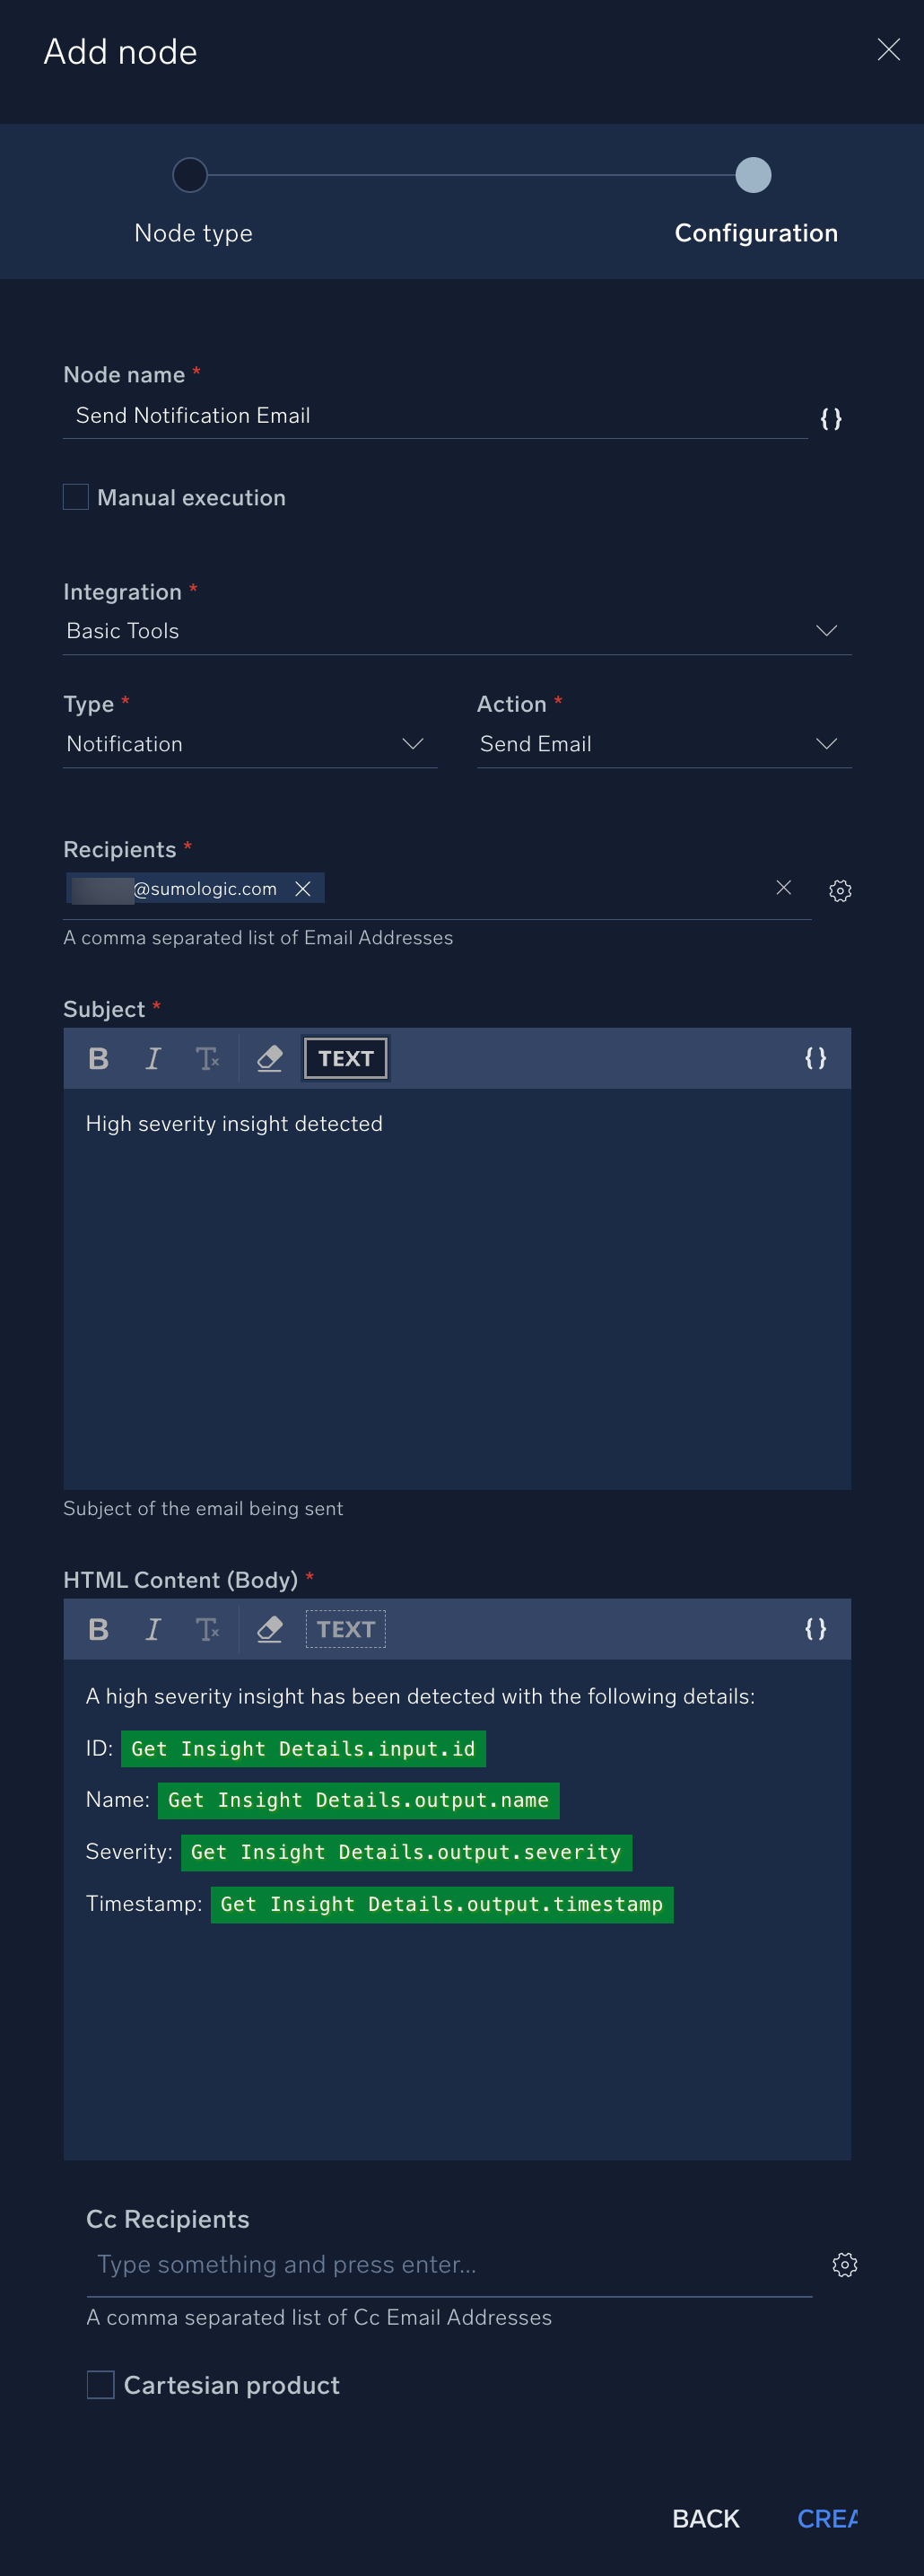 Add node
Node type
Configuration
Node name *
Send Notification Email
{}
Manual execution
Integration *
Basic Tools
Type *
Action *
Notification
Send Email
Recipients *
@sumologic.com
A comma separated list of Email Addresses
Subject *
B I Tx TEXT {}
High severity insight detected
Subject of the email being sent
HTML Content (Body) *
B I Tx TEXT {}
A high severity insight has been detected with the following details:
ID: Get Insight Details.input.id
Name: Get Insight Details.output.name
Severity: Get Insight Details.output.severity
Timestamp: Get Insight Details.output.timestamp
Cc Recipients
Type something and press enter...
A comma separated list of Cc Email Addresses
Cartesian product
BACK